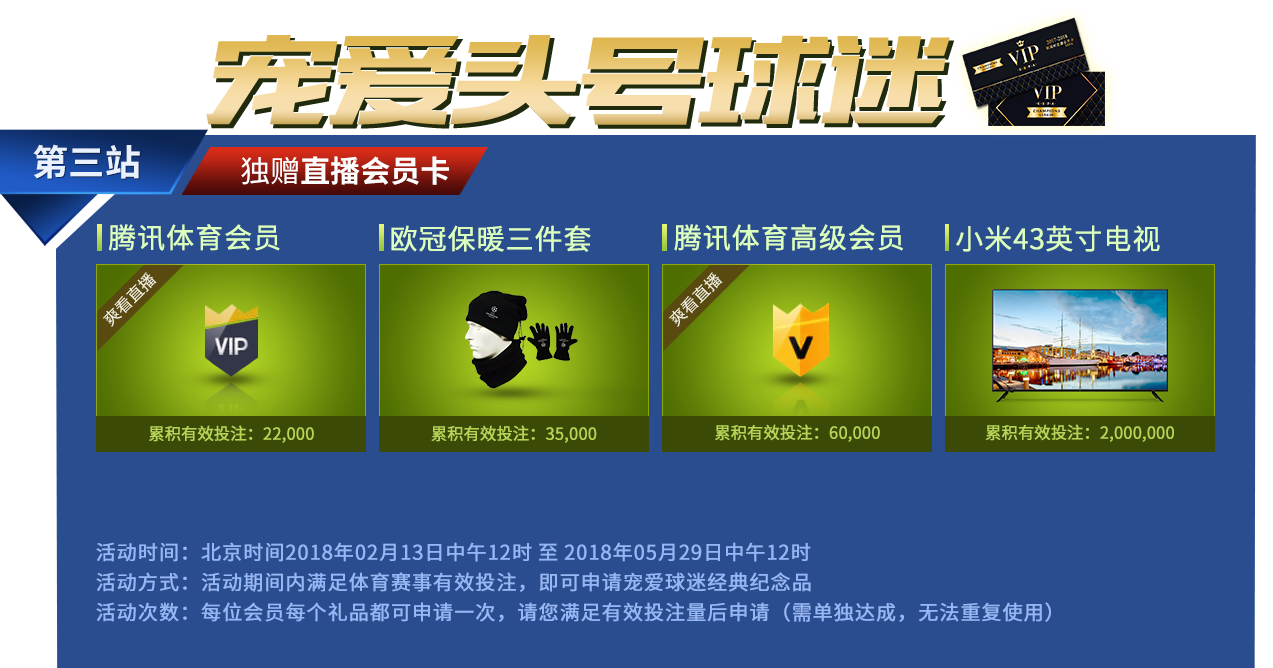 宠爱头号球迷
VIP
2017-2018
VIP
CHAMPIONS
第三站
独赠直播会员卡
腾讯体育会员
欧冠保暖三件套
腾讯体育高级会员
小米43英寸电视
爽看直播
VIP
爽看直播
V
累积有效投注：22,000
累积有效投注：35,000
累积有效投注：60,000
累积有效投注：2,000,000
活动时间：北京时间2018年02月13日中午12时 至 2018年05月29日中午12时
活动方式：活动期间内满足体育赛事有效投注，即可申请宠爱球迷经典纪念品
活动次数：每位会员每个礼品都可申请一次，请您满足有效投注量后申请（需单独达成，无法重复使用）